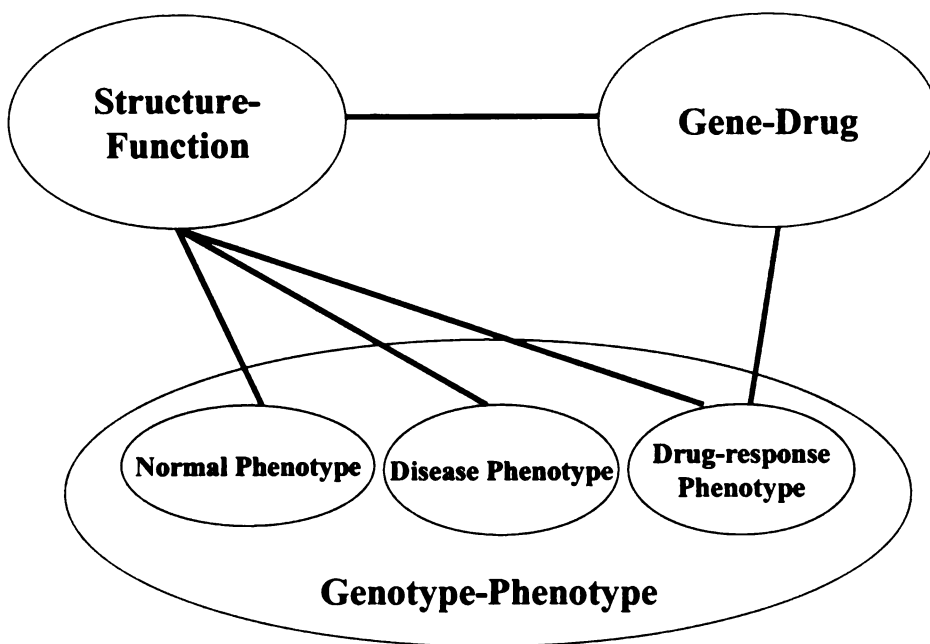 Structure-
Function
Gene-Drug
Normal Phenotype
Disease Phenotype
Drug-response
Phenotype
Genotype-Phenotype